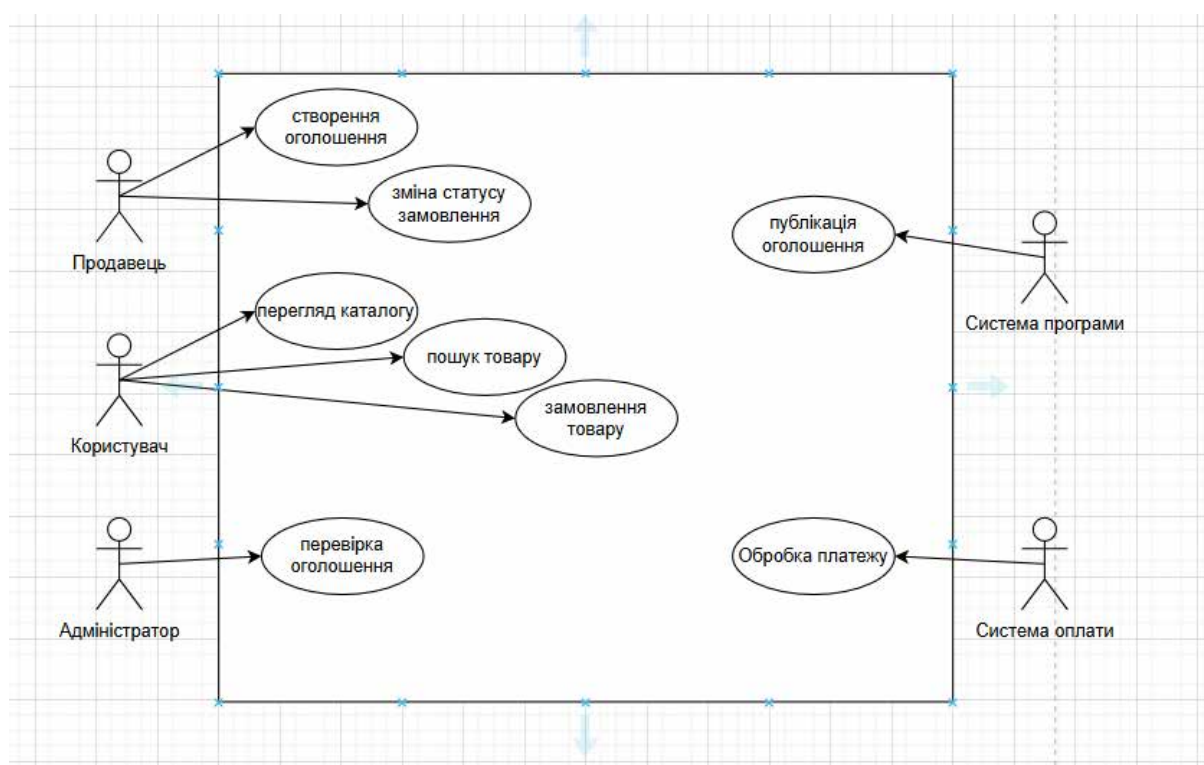 створення
оголошення
зміна статусу
замовлення
Продавець
публікація
оголошення
Система програми
перегляд каталогу
пошук товару
замовлення
товару
Користувач
перевірка
оголошення
Адміністратор
Обробка платежу
Система оплати